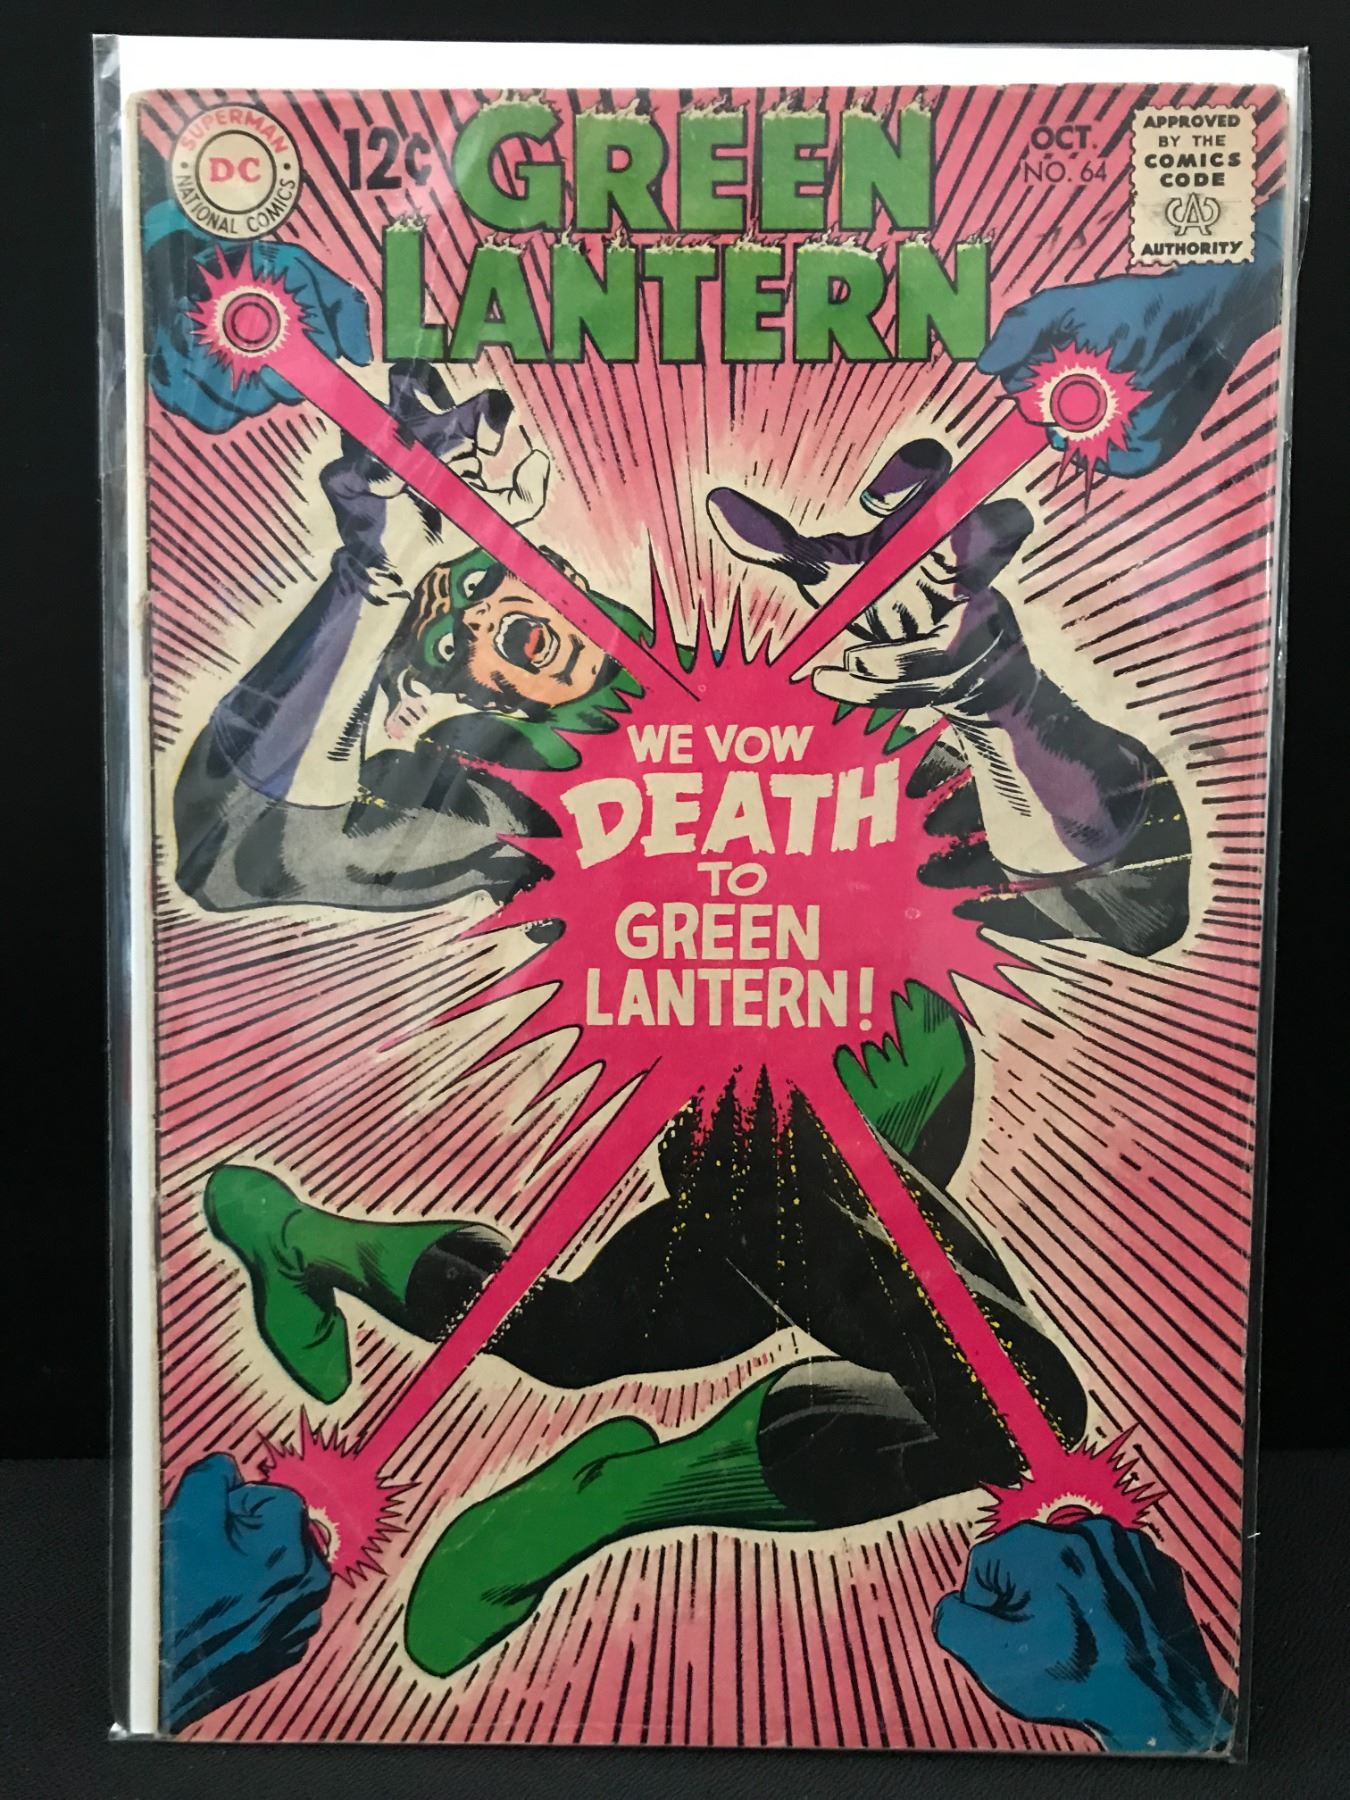 SUPERMAN
DC
NATIONAL COMICS
12¢
GREEN
LANTERN
OCT.
NO. 64
APPROVED
BY THE
COMICS
CODE
CAC
AUTHORITY
WE VOW
DEATH
TO
GREEN
LANTERN!